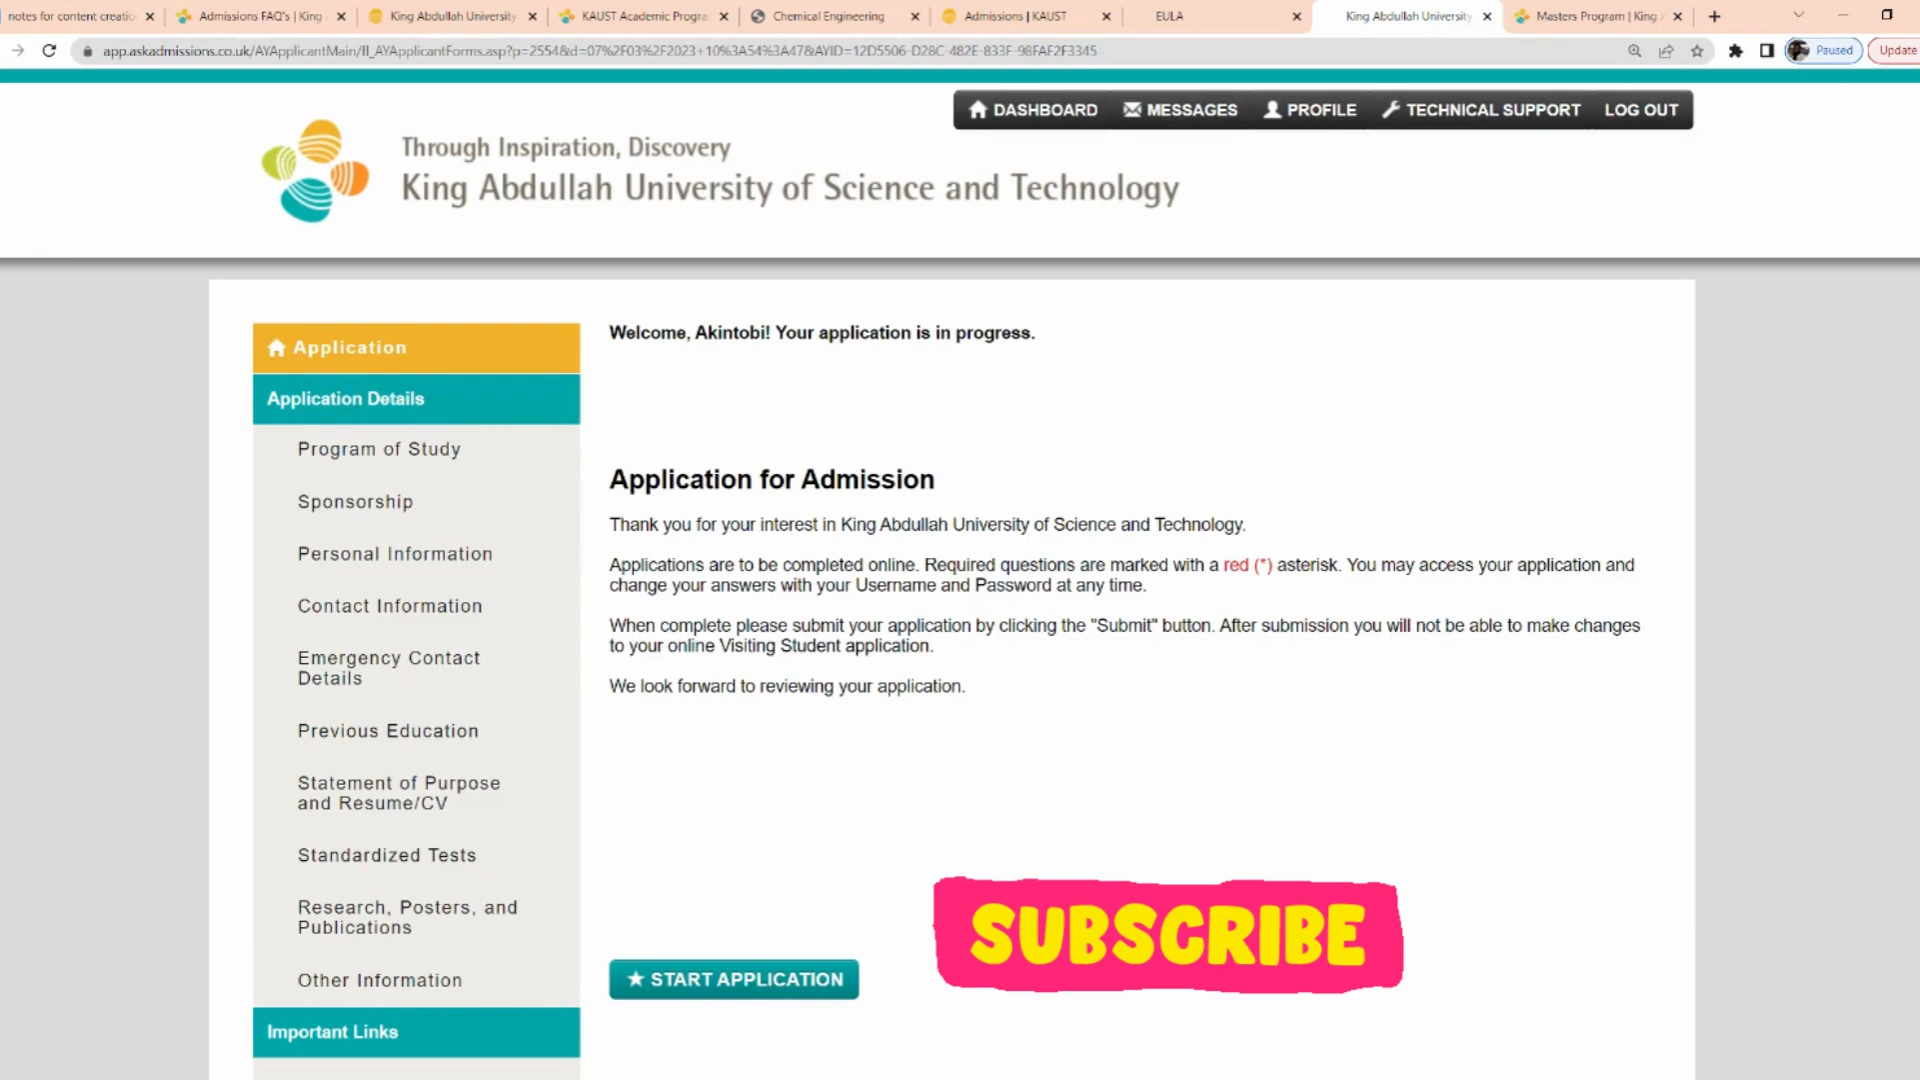 notes for content creatio
Admissions FAQ's | King
King Abdullah University
KAUST Academic Progra
Chemical Engineering
Admissions | KAUST
EULA
King Abdullah University
Masters Program | King
app.askadmissions.co.uk/AYApplicantMain/fl_AYApplicantForms.asp?p=2554&d=07%2F03%2F2023+10%3A54%3A47&AYID=12D5506-D28C-482E-833F-98FAF2F3345
Paused
Update
DASHBOARD MESSAGES PROFILE TECHNICAL SUPPORT LOG OUT
Through Inspiration, Discovery
King Abdullah University of Science and Technology
Application
Application Details
Program of Study
Sponsorship
Personal Information
Contact Information
Emergency Contact
Details
Previous Education
Statement of Purpose
and Resume/CV
Standardized Tests
Research, Posters, and
Publications
Other Information
Important Links
Welcome, Akintobi! Your application is in progress.
Application for Admission
Thank you for your interest in King Abdullah University of Science and Technology.
Applications are to be completed online. Required questions are marked with a red (*) asterisk. You may access your application and
change your answers with your Username and Password at any time.
When complete please submit your application by clicking the "Submit" button. After submission you will not be able to make changes
to your online Visiting Student application.
We look forward to reviewing your application.
START APPLICATION
SUBSCRIBE